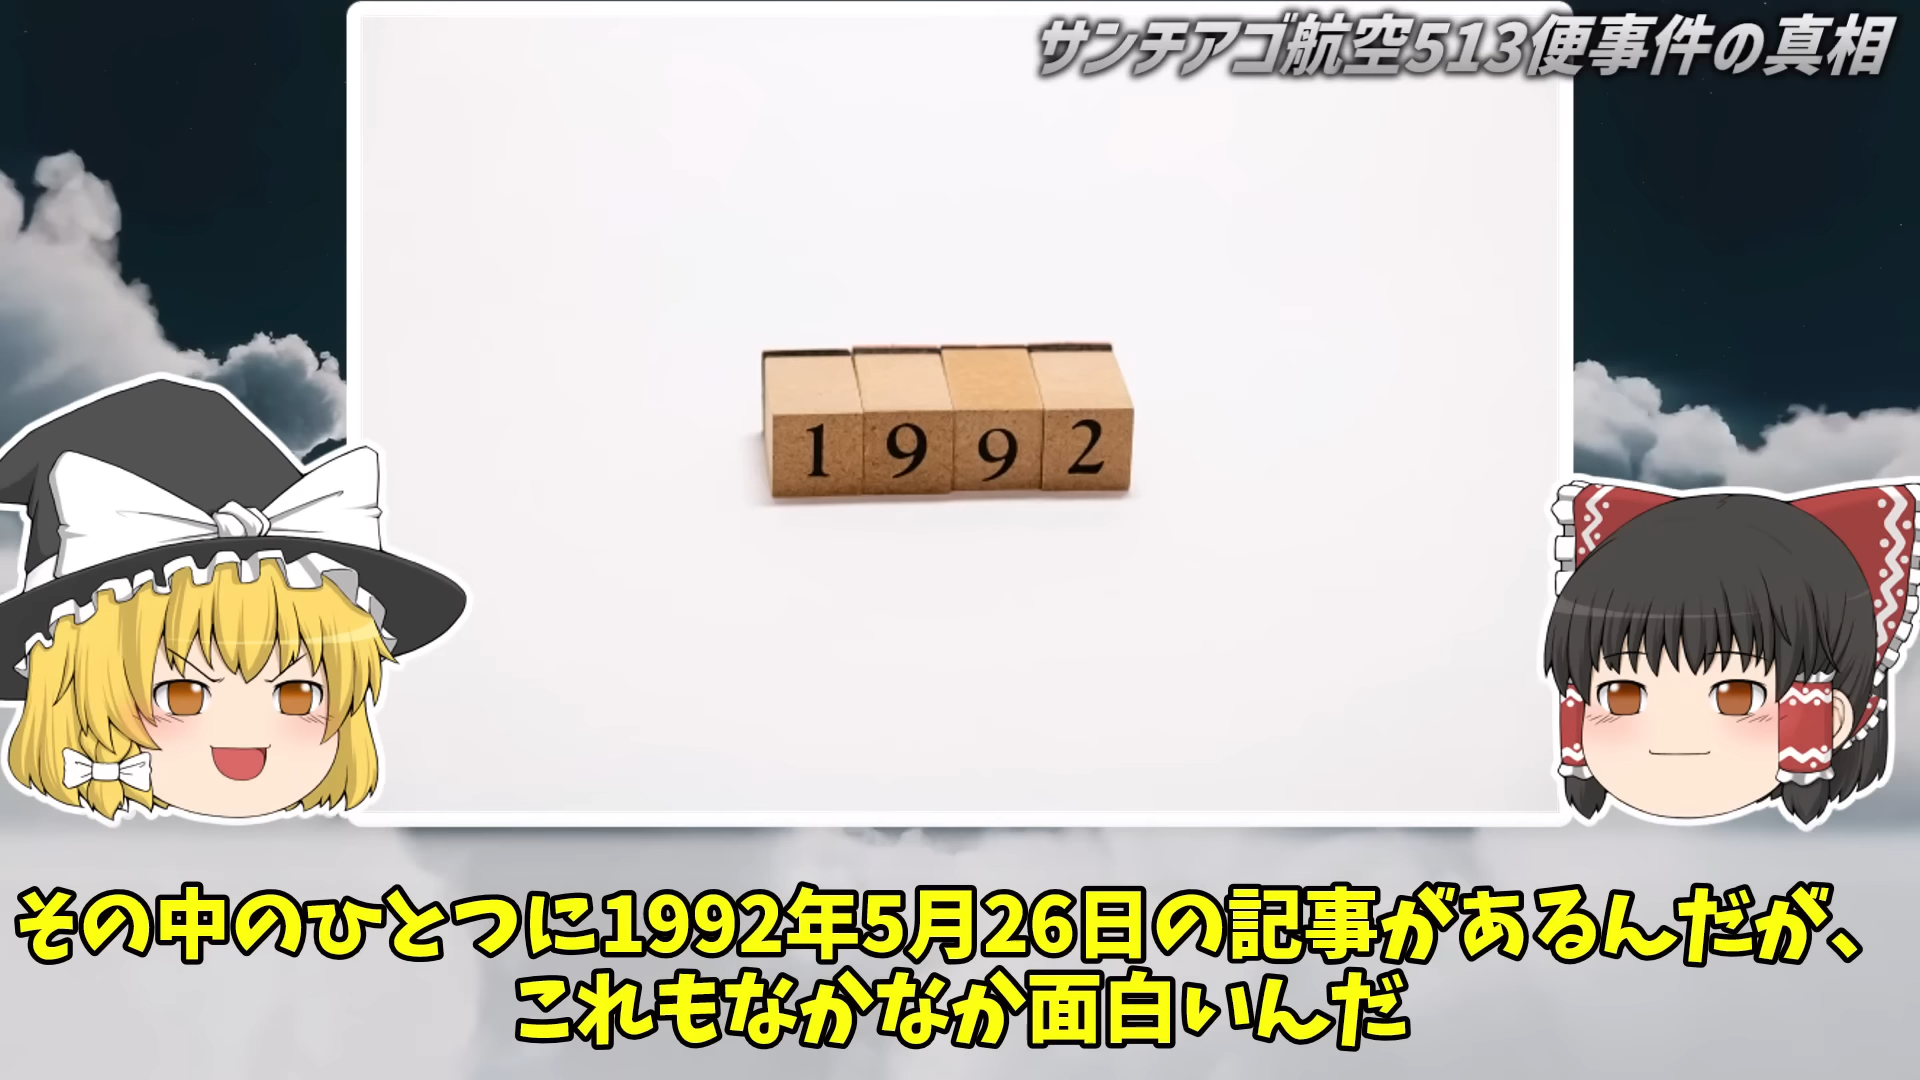 サンチアゴ航空513便事件の真相
1992
その中のひとつに1992年5月26日の記事があるんだが、
これもなかなか面白いんだ